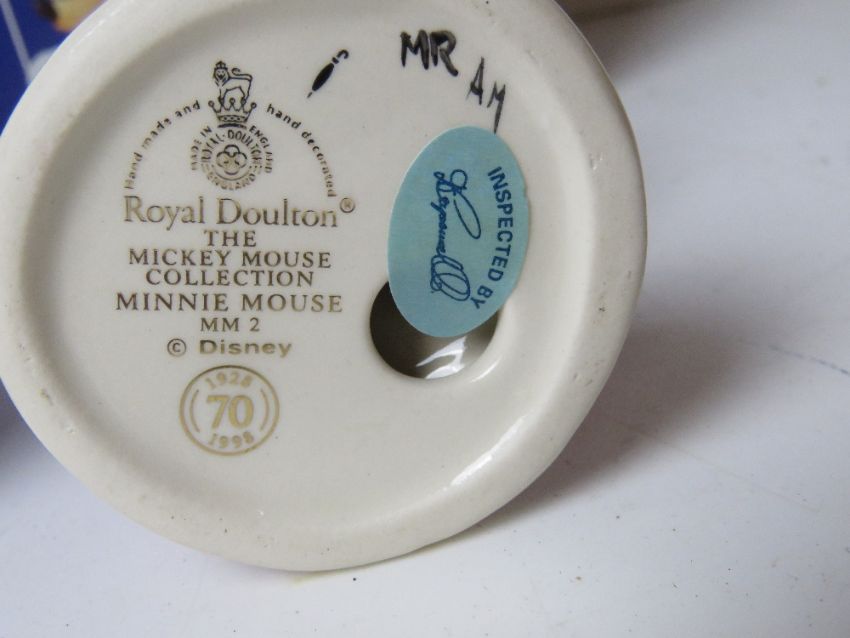 MR
AM
Hand made and hand decorated
MADE IN ENGLAND
ROYAL-DOULTON
ENGLAND
Royal Doulton®
THE
MICKEY MOUSE
COLLECTION
MINNIE MOUSE
MM 2
© Disney
1928
70
1998
INSPECTED BY